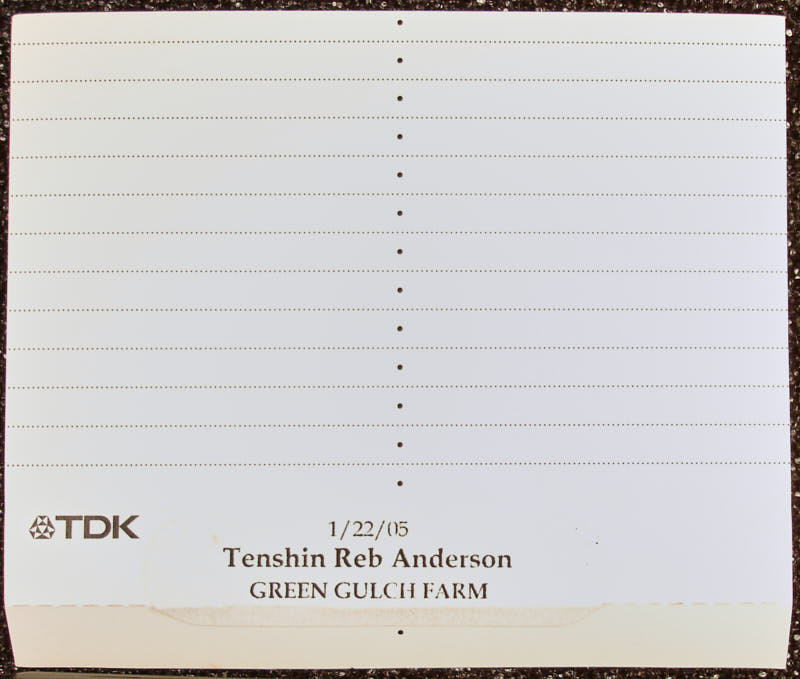 TDK
1/22/05
Tenshin Reb Anderson
GREEN GULCH FARM